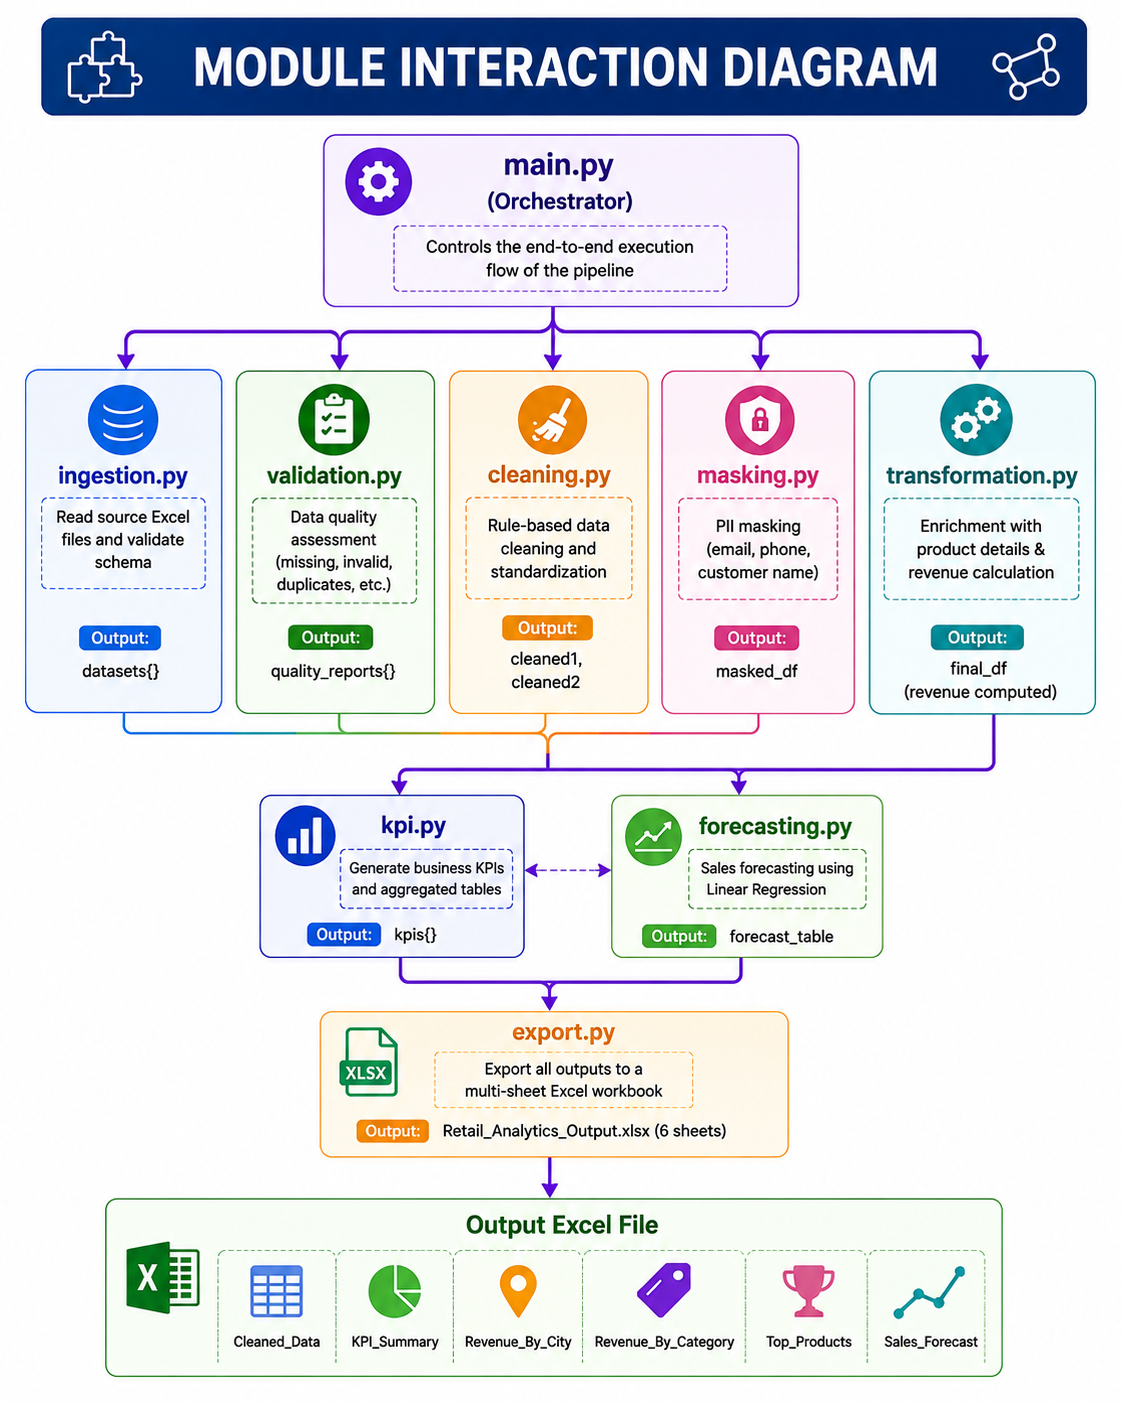 MODULE INTERACTION DIAGRAM
main.py
(Orchestrator)
Controls the end-to-end execution
flow of the pipeline
ingestion.py
Read source Excel
files and validate
schema
Output:
datasets{}
validation.py
Data quality
assessment
(missing, invalid,
duplicates, etc.)
Output:
quality_reports{}
cleaning.py
Rule-based data
cleaning and
standardization
Output:
cleaned1,
cleaned2
masking.py
PII masking
(email, phone,
customer name)
Output:
masked_df
transformation.py
Enrichment with
product details &
revenue calculation
Output:
final_df
(revenue computed)
kpi.py
Generate business KPIs
and aggregated tables
Output: kpis{}
forecasting.py
Sales forecasting using
Linear Regression
Output: forecast_table
export.py
XLSX
Export all outputs to a
multi-sheet Excel workbook
Output: Retail_Analytics_Output.xlsx (6 sheets)
Output Excel File
X
Cleaned_Data
KPI_Summary
Revenue_By_City
Revenue_By_Category
Top_Products
Sales_Forecast